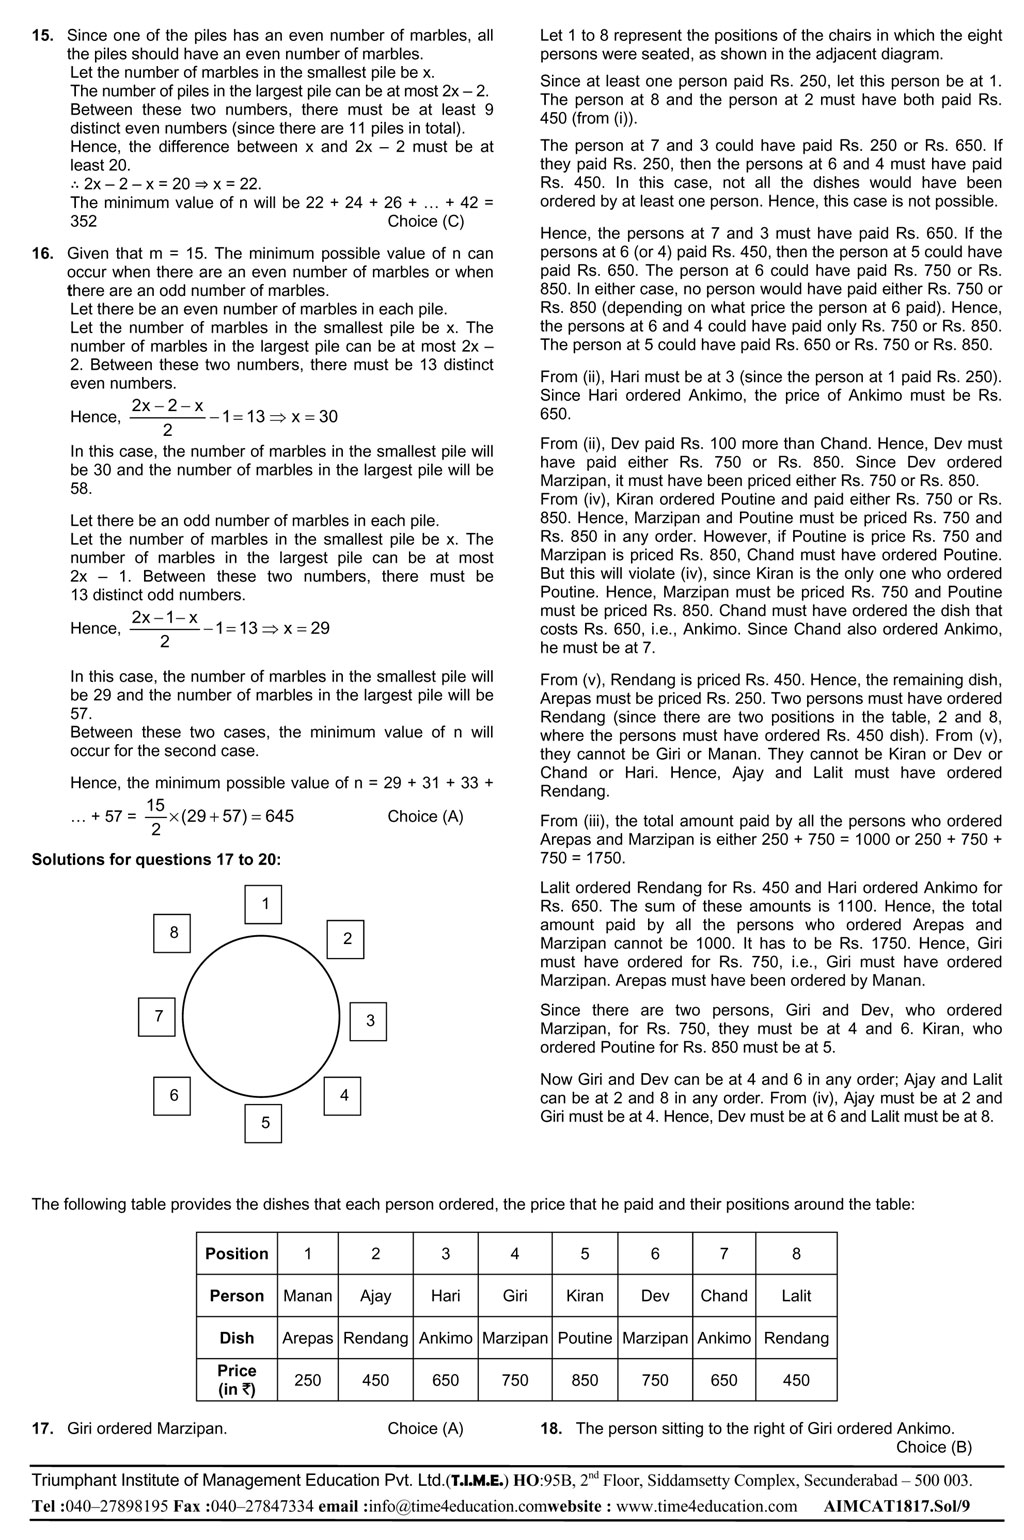 15. Since one of the piles has an even number of marbles, all
the piles should have an even number of marbles.
Let the number of marbles in the smallest pile be x.
The number of piles in the largest pile can be at most 2x – 2.
Between these two numbers, there must be at least 9
distinct even numbers (since there are 11 piles in total).
Hence, the difference between x and 2x – 2 must be at
least 20.
∴ 2x – 2 – x = 20 ⇒ x = 22.
The minimum value of n will be 22 + 24 + 26 + … + 42 =
352 Choice (C)
16. Given that m = 15. The minimum possible value of n can
occur when there are an even number of marbles or when
there are an odd number of marbles.
Let there be an even number of marbles in each pile.
Let the number of marbles in the smallest pile be x. The
number of marbles in the largest pile can be at most 2x –
2. Between these two numbers, there must be 13 distinct
even numbers.
Hence, (2x – 2 – x)/2 – 1 = 13 ⇒ x = 30
In this case, the number of marbles in the smallest pile will
be 30 and the number of marbles in the largest pile will be
58.
Let there be an odd number of marbles in each pile.
Let the number of marbles in the smallest pile be x. The
number of marbles in the largest pile can be at most
2x – 1. Between these two numbers, there must be
13 distinct odd numbers.
Hence, (2x – 1 – x)/2 – 1 = 13 ⇒ x = 29
In this case, the number of marbles in the smallest pile will
be 29 and the number of marbles in the largest pile will be
57.
Between these two cases, the minimum value of n will
occur for the second case.
Hence, the minimum possible value of n = 29 + 31 + 33 +
… + 57 = 15/2 × (29 + 57) = 645 Choice (A)
Solutions for questions 17 to 20:
1
8
2
7
3
6
4
5
Let 1 to 8 represent the positions of the chairs in which the eight
persons were seated, as shown in the adjacent diagram.
Since at least one person paid Rs. 250, let this person be at 1.
The person at 8 and the person at 2 must have both paid Rs.
450 (from (i)).
The person at 7 and 3 could have paid Rs. 250 or Rs. 650. If
they paid Rs. 250, then the persons at 6 and 4 must have paid
Rs. 450. In this case, not all the dishes would have been
ordered by at least one person. Hence, this case is not possible.
Hence, the persons at 7 and 3 must have paid Rs. 650. If the
persons at 6 (or 4) paid Rs. 450, then the person at 5 could have
paid Rs. 650. The person at 6 could have paid Rs. 750 or Rs.
850. In either case, no person would have paid either Rs. 750 or
Rs. 850 (depending on what price the person at 6 paid). Hence,
the persons at 6 and 4 could have paid only Rs. 750 or Rs. 850.
The person at 5 could have paid Rs. 650 or Rs. 750 or Rs. 850.
From (ii), Hari must be at 3 (since the person at 1 paid Rs. 250).
Since Hari ordered Ankimo, the price of Ankimo must be Rs.
650.
From (ii), Dev paid Rs. 100 more than Chand. Hence, Dev must
have paid either Rs. 750 or Rs. 850. Since Dev ordered
Marzipan, it must have been priced either Rs. 750 or Rs. 850.
From (iv), Kiran ordered Poutine and paid either Rs. 750 or Rs.
850. Hence, Marzipan and Poutine must be priced Rs. 750 and
Rs. 850 in any order. However, if Poutine is price Rs. 750 and
Marzipan is priced Rs. 850, Chand must have ordered Poutine.
But this will violate (iv), since Kiran is the only one who ordered
Poutine. Hence, Marzipan must be priced Rs. 750 and Poutine
must be priced Rs. 850. Chand must have ordered the dish that
costs Rs. 650, i.e., Ankimo. Since Chand also ordered Ankimo,
he must be at 7.
From (v), Rendang is priced Rs. 450. Hence, the remaining dish,
Arepas must be priced Rs. 250. Two persons must have ordered
Rendang (since there are two positions in the table, 2 and 8,
where the persons must have ordered Rs. 450 dish). From (v),
they cannot be Giri or Manan. They cannot be Kiran or Dev or
Chand or Hari. Hence, Ajay and Lalit must have ordered
Rendang.
From (iii), the total amount paid by all the persons who ordered
Arepas and Marzipan is either 250 + 750 = 1000 or 250 + 750 +
750 = 1750.
Lalit ordered Rendang for Rs. 450 and Hari ordered Ankimo for
Rs. 650. The sum of these amounts is 1100. Hence, the total
amount paid by all the persons who ordered Arepas and
Marzipan cannot be 1000. It has to be Rs. 1750. Hence, Giri
must have ordered for Rs. 750, i.e., Giri must have ordered
Marzipan. Arepas must have been ordered by Manan.
Since there are two persons, Giri and Dev, who ordered
Marzipan, for Rs. 750, they must be at 4 and 6. Kiran, who
ordered Poutine for Rs. 850 must be at 5.
Now Giri and Dev can be at 4 and 6 in any order; Ajay and Lalit
can be at 2 and 8 in any order. From (iv), Ajay must be at 2 and
Giri must be at 4. Hence, Dev must be at 6 and Lalit must be at 8.
The following table provides the dishes that each person ordered, the price that he paid and their positions around the table:
Position 1 2 3 4 5 6 7 8
Person Manan Ajay Hari Giri Kiran Dev Chand Lalit
Dish Arepas Rendang Ankimo Marzipan Poutine Marzipan Ankimo Rendang
Price
(in ₹) 250 450 650 750 850 750 650 450
17. Giri ordered Marzipan. Choice (A)
18. The person sitting to the right of Giri ordered Ankimo.
Choice (B)
Triumphant Institute of Management Education Pvt. Ltd.(T.I.M.E.) HO:95B, 2nd Floor, Siddamsetty Complex, Secunderabad – 500 003.
Tel :040–27898195 Fax :040–27847334 email :info@time4education.comwebsite : www.time4education.com AIMCAT1817.Sol/9